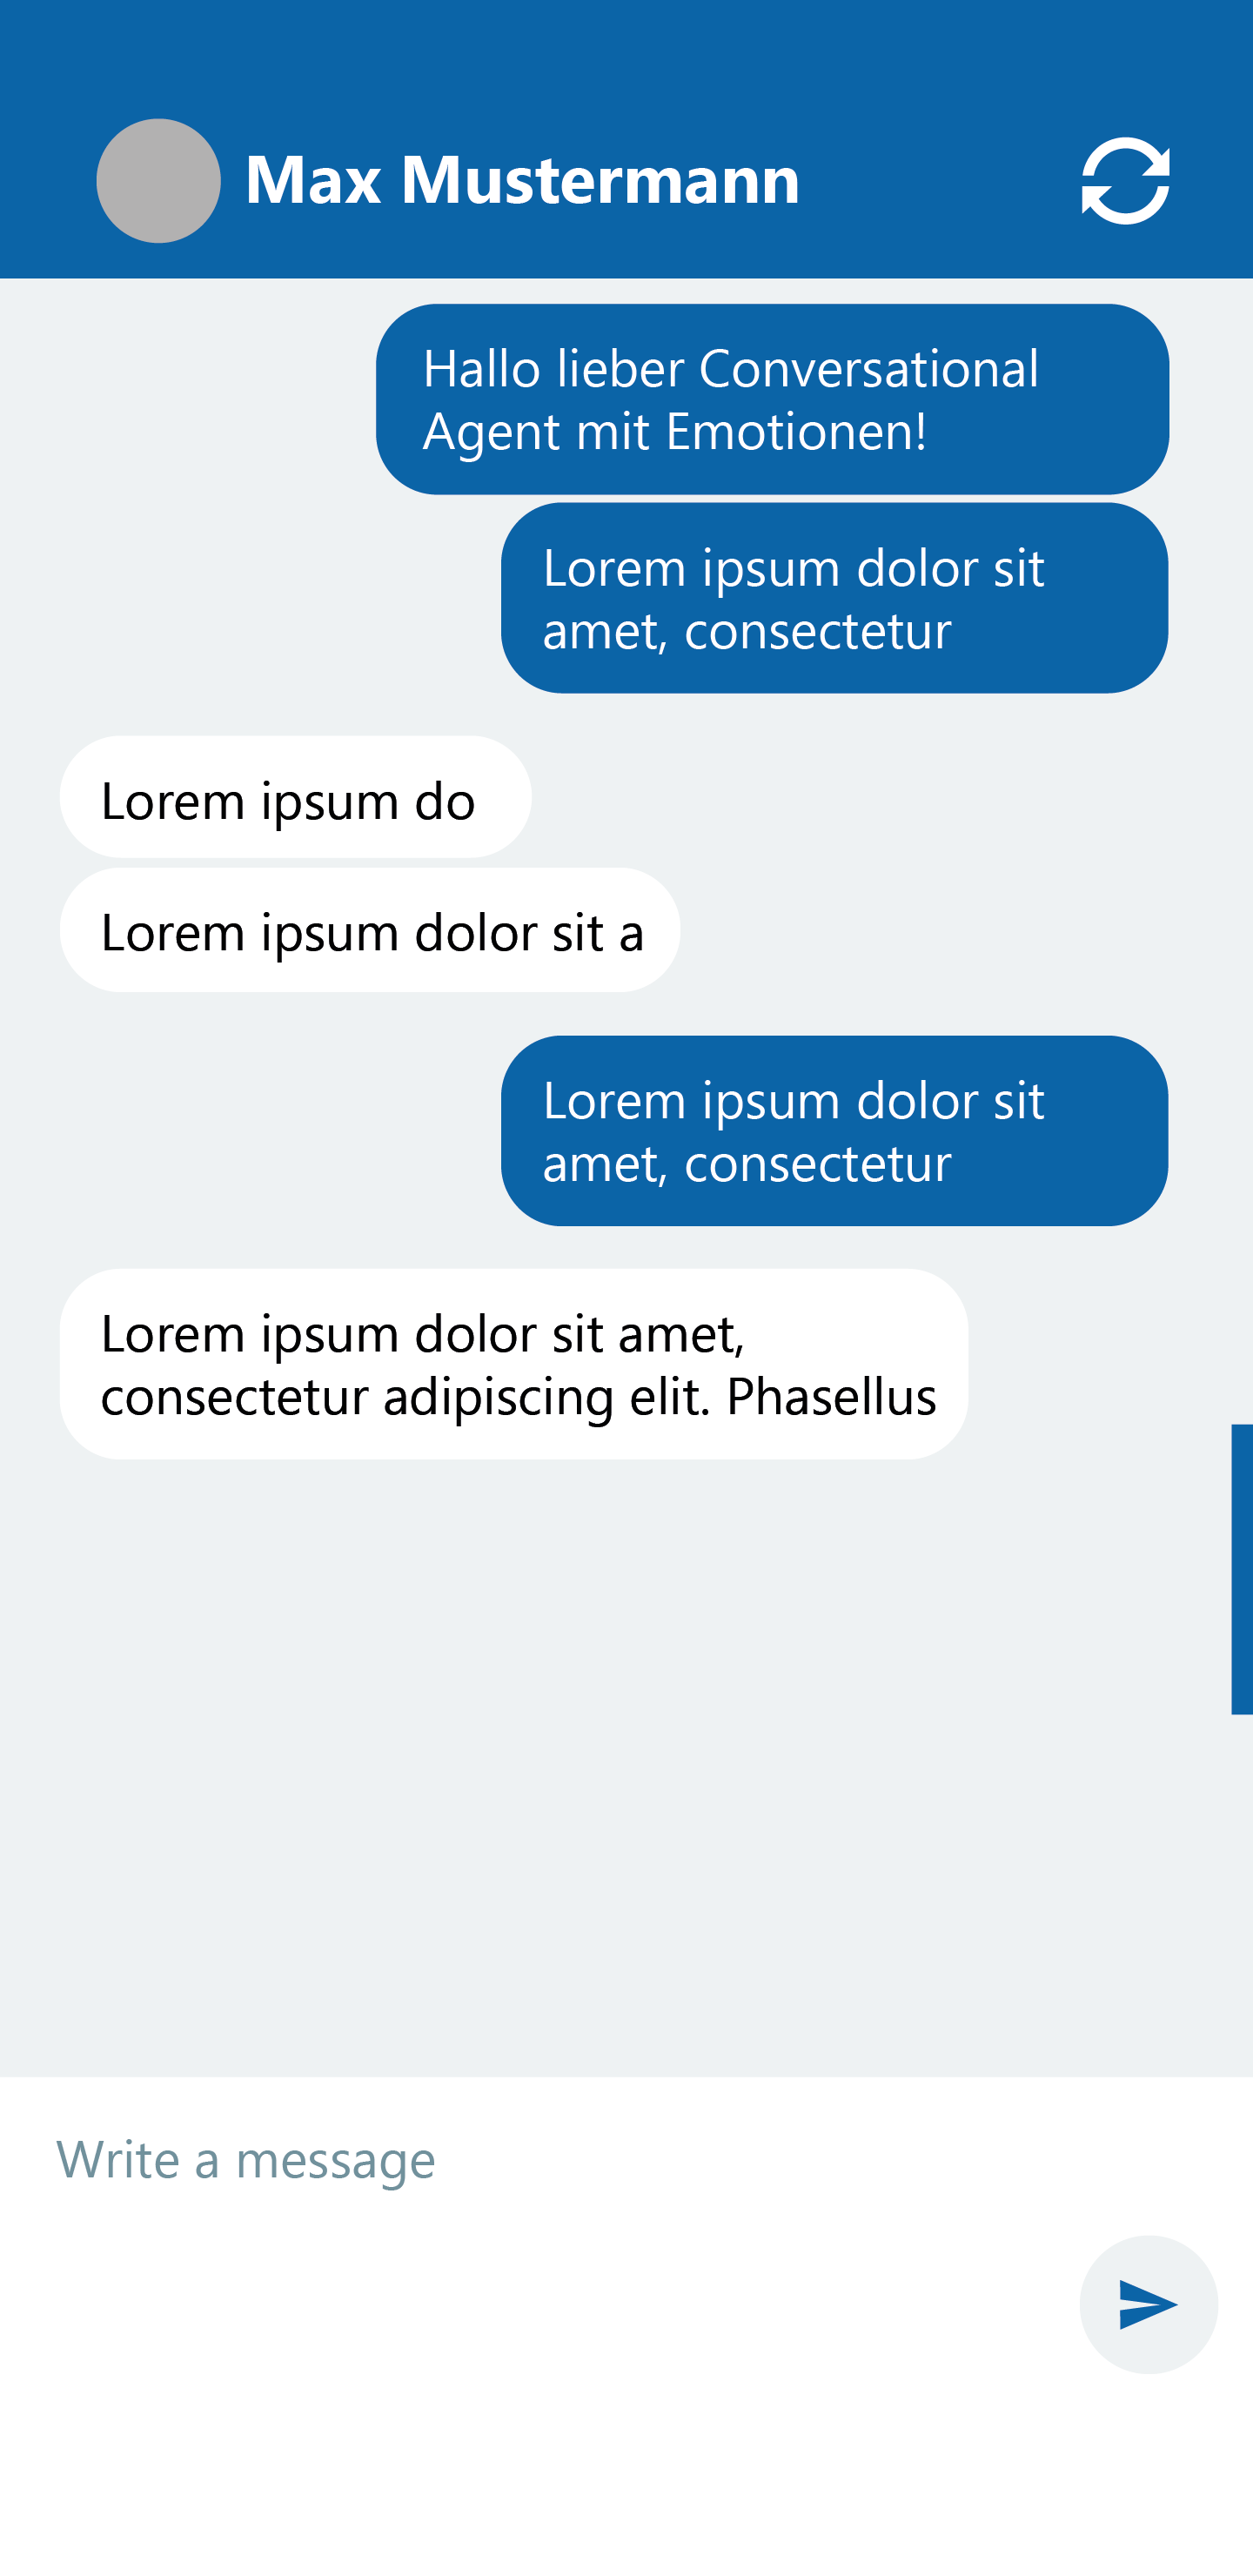 Max Mustermann
Hallo lieber Conversational
Agent mit Emotionen!
Lorem ipsum dolor sit
amet, consectetur
Lorem ipsum do
Lorem ipsum dolor sit a
Lorem ipsum dolor sit
amet, consectetur
Lorem ipsum dolor sit amet,
consectetur adipiscing elit. Phasellus
Write a message